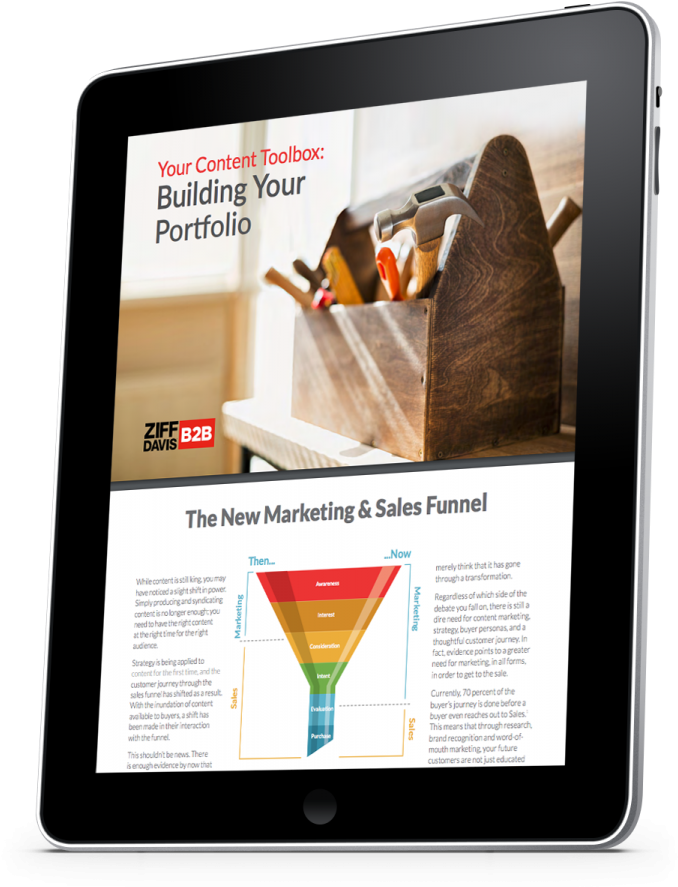 Your Content Toolbox:
Building Your
Portfolio
ZIFF
DAVIS
B2B
The New Marketing & Sales Funnel
While content is still king, you may
have noticed a slight shift in power.
Simply producing and syndicating
content is no longer enough; you
need to have the right content
at the right time for the right
audience.
Strategy is being applied to
content for the first time, and the
customer journey through the
sales funnel has shifted as a result.
With the inundation of content
available to buyers, a shift has
been made in their interaction
with the funnel.
This shouldn't be news. There
is enough evidence by now that
Then...
...Now
Marketing
Sales
Awareness
Interest
Consideration
Intent
Evaluation
Purchase
Marketing
Sales
merely think that it has gone
through a transformation.
Regardless of which side of the
debate you fall on, there is still a
dire need for content marketing,
strategy, buyer personas, and a
thoughtful customer journey. In
fact, evidence points to a greater
need for marketing, in all forms,
in order to get to the sale.
Currently, 70 percent of the
buyer's journey is done before a
buyer even reaches out to Sales.
This means that through research,
brand recognition and word-of-
mouth marketing, your future
customers are not just educated